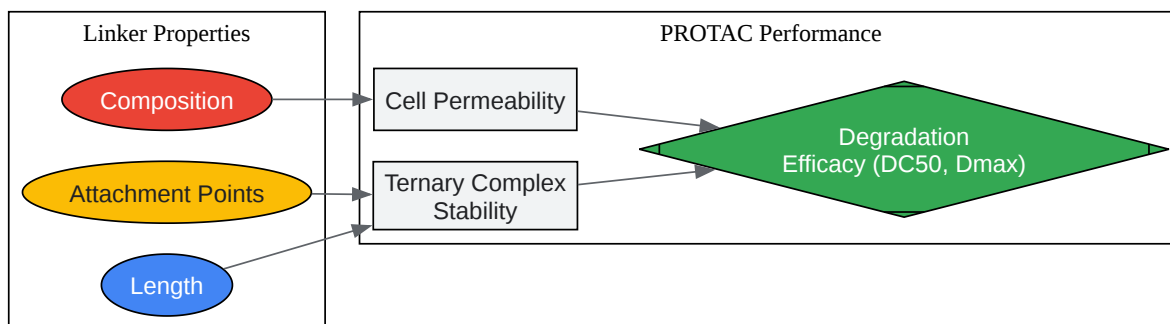 Linker Properties
PROTAC Performance
Composition
Cell Permeability
Attachment Points
Ternary Complex
Stability
Length
Degradation
Efficacy (DC50, Dmax)